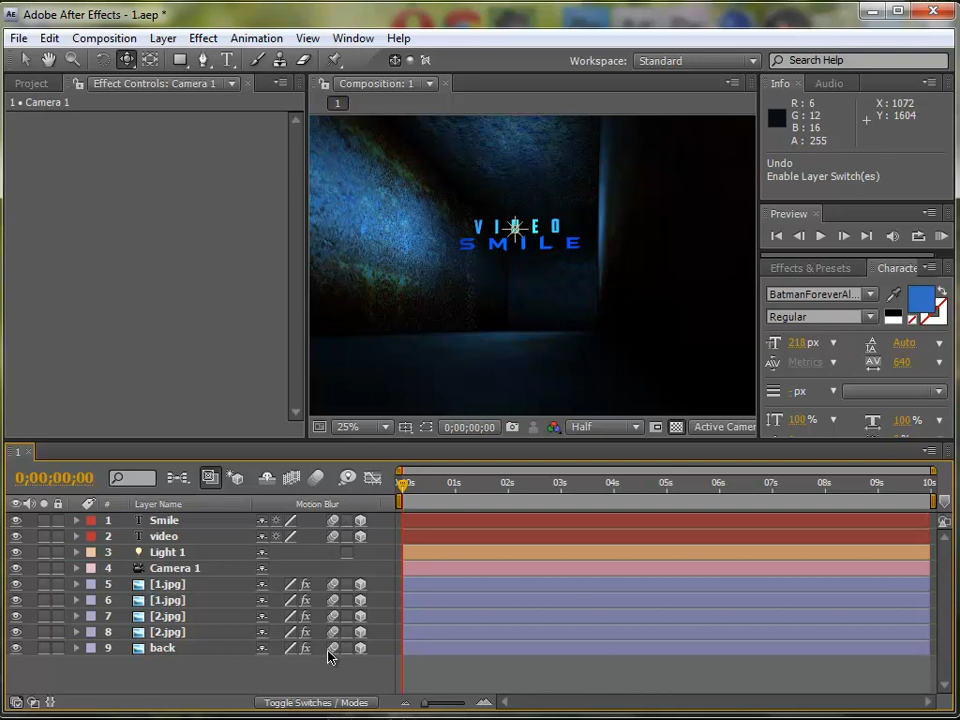 Adobe After Effects - 1.aep *
File Edit Composition Layer Effect Animation View Window Help
Workspace: Standard Search Help
Project Effect Controls: Camera 1 Composition: 1 Info Audio
1 • Camera 1
1
R: 6 X: 1072
G: 12 Y: 1604
B: 16
A: 255
Undo
Enable Layer Switch(es)
VIDEO
SMILE
Preview
Effects & Presets Characte
BatmanForeverAl...
Regular
218 px Auto
Metrics 640
- px
100 % 100 %
25% 0;00;00;00 Half Active Camer
1
0;00;00;00
01s 02s 03s 04s 05s 06s 07s 08s 09s 10s
# Layer Name Motion Blur
1 T Smile
2 T video
3 Light 1
4 Camera 1
5 [1.jpg] fx
6 [1.jpg] fx
7 [2.jpg] fx
8 [2.jpg] fx
9 back fx
Toggle Switches / Modes